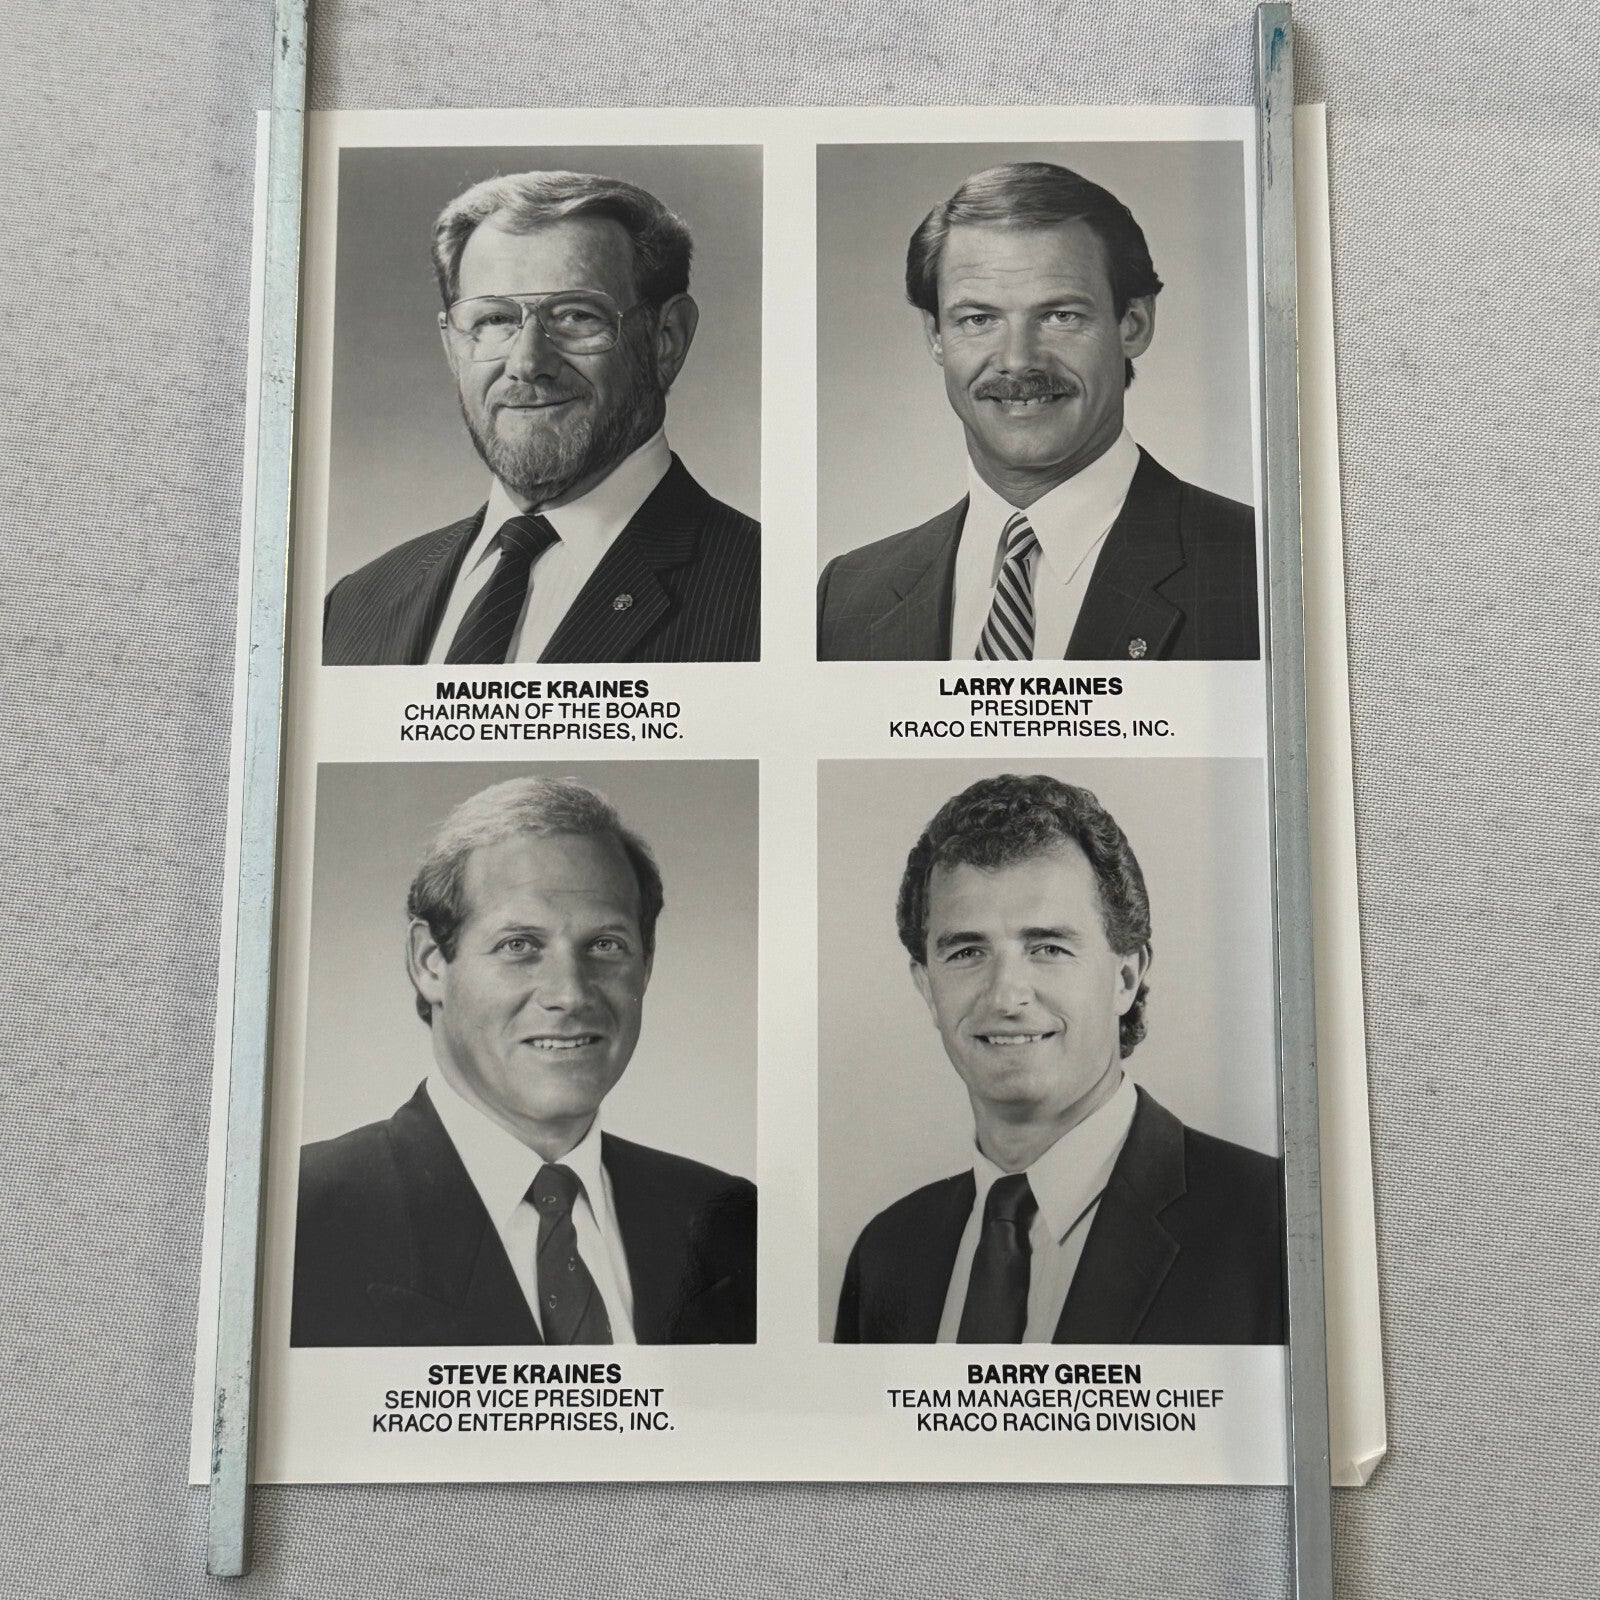 MAURICE KRAINES
CHAIRMAN OF THE BOARD
KRACO ENTERPRISES, INC.
LARRY KRAINES
PRESIDENT
KRACO ENTERPRISES, INC.
STEVE KRAINES
SENIOR VICE PRESIDENT
KRACO ENTERPRISES, INC.
BARRY GREEN
TEAM MANAGER/CREW CHIEF
KRACO RACING DIVISION